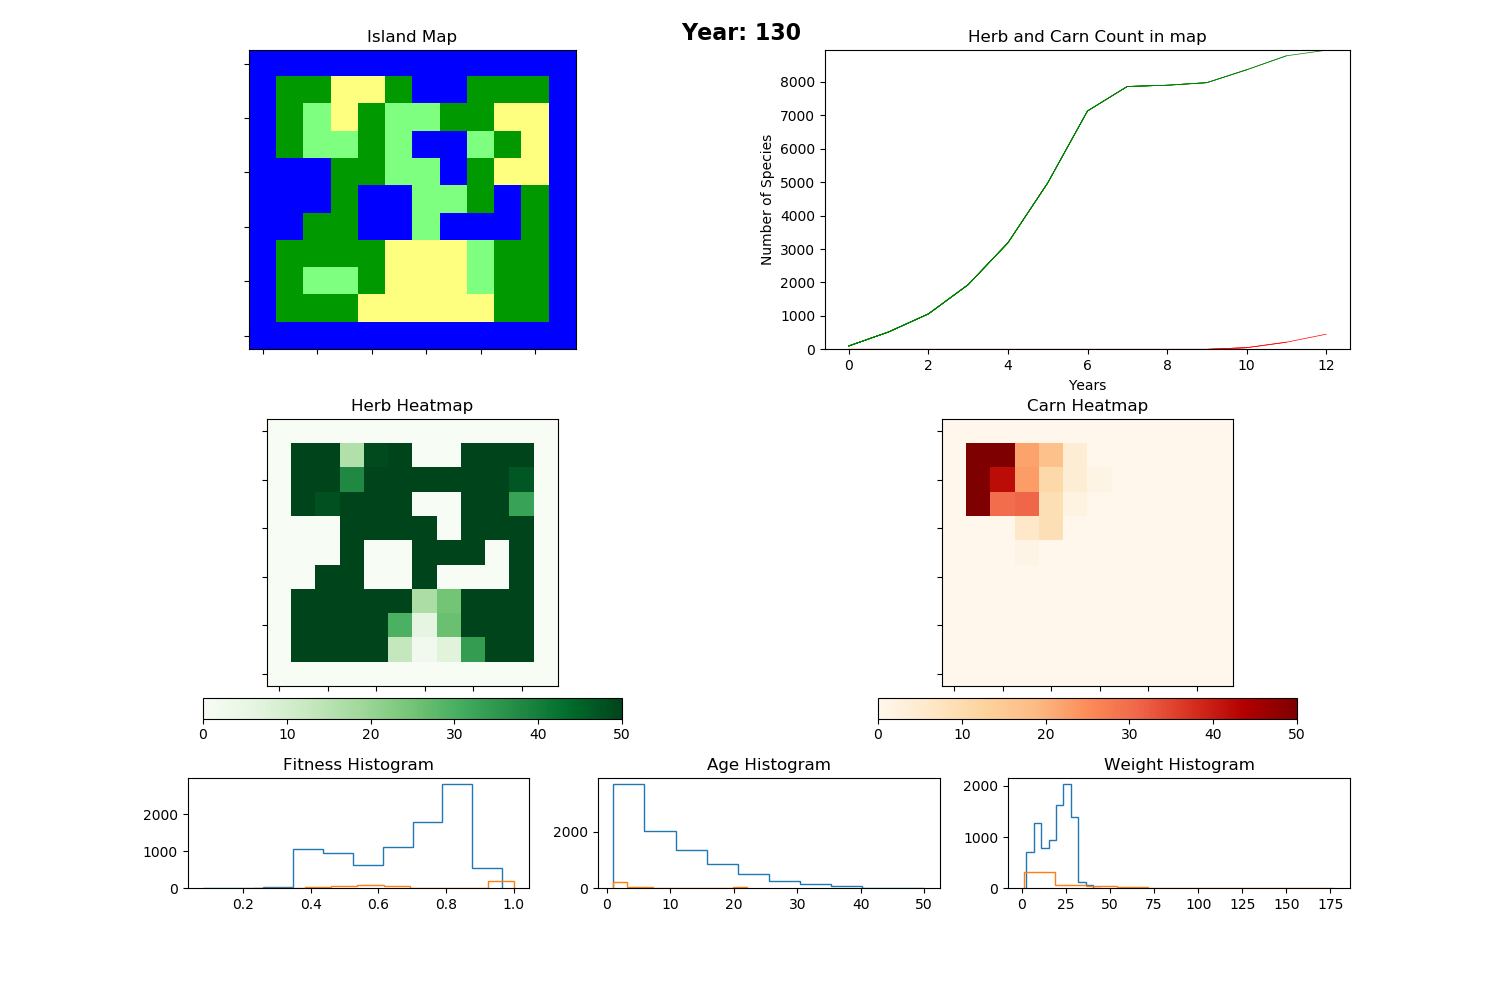 Year: 130
Island Map
Herb and Carn Count in map
Number of Species
8000
7000
6000
5000
4000
3000
2000
1000
0
0 2 4 6 8 10 12
Years
Herb Heatmap
Carn Heatmap
0 10 20 30 40 50
0 10 20 30 40 50
Fitness Histogram
2000
1000
0
0.2 0.4 0.6 0.8 1.0
Age Histogram
2000
0
0 10 20 30 40 50
Weight Histogram
2000
1000
0
0 25 50 75 100 125 150 175